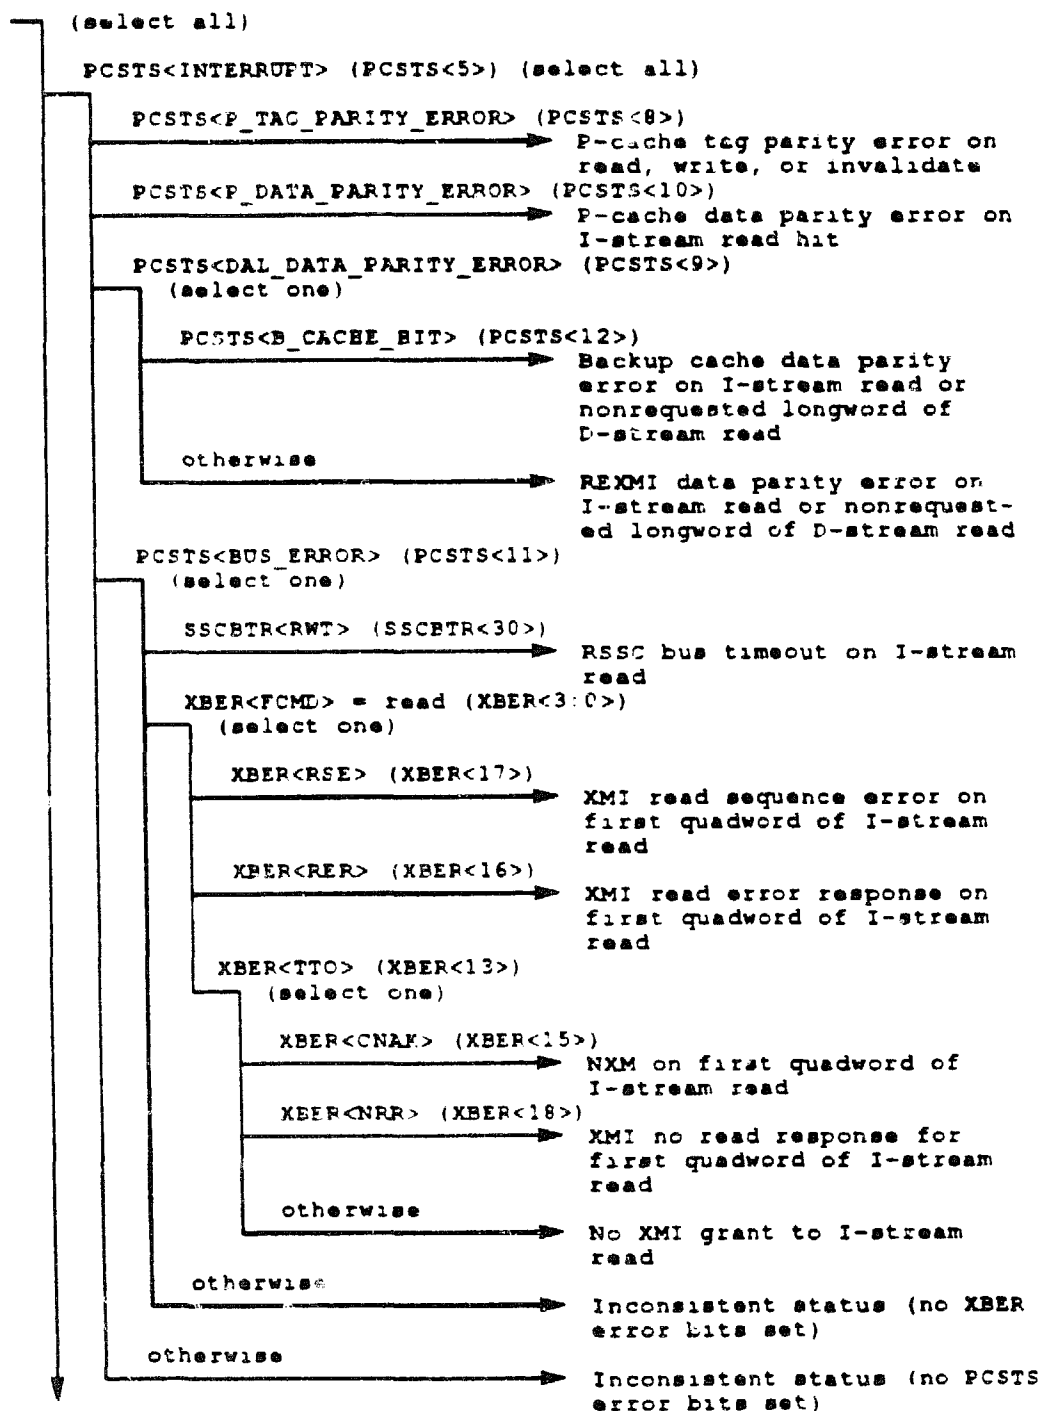 (select all)
PCSTS<INTERRUPT> (PCSTS<5>) (select all)
PCSTS<P_TAG_PARITY_ERROR> (PCSTS<8>)
P-cache tag parity error on
read, write, or invalidate
PCSTS<P_DATA_PARITY_ERROR> (PCSTS<10>)
P-cache data parity error on
I-stream read hit
PCSTS<DAL_DATA_PARITY_ERROR> (PCSTS<9>)
(select one)
PCSTS<B_CACHE_HIT> (PCSTS<12>)
Backup cache data parity
error on I-stream read or
nonrequested longword of
D-stream read
otherwise
REXMI data parity error on
I-stream read or nonrequest-
ed longword of D-stream read
PCSTS<BUS_ERROR> (PCSTS<11>)
(select one)
SSCBTR<RWT> (SSCBTR<30>)
RSSC bus timeout on I-stream
read
XBER<FCMD> = read (XBER<3:0>)
(select one)
XBER<RSE> (XBER<17>)
XMI read sequence error on
first quadword of I-stream
read
XBER<RER> (XBER<16>)
XMI read error response on
first quadword of I-stream
read
XBER<TTO> (XBER<13>)
(select one)
XBER<CNAK> (XBER<15>)
NXM on first quadword of
I-stream read
XBER<NRR> (XBER<18>)
XMI no read response for
first quadword of I-stream
read
otherwise
No XMI grant to I-stream
read
otherwise
Inconsistent status (no XBER
error bits set)
otherwise
Inconsistent status (no PCSTS
error bits set)